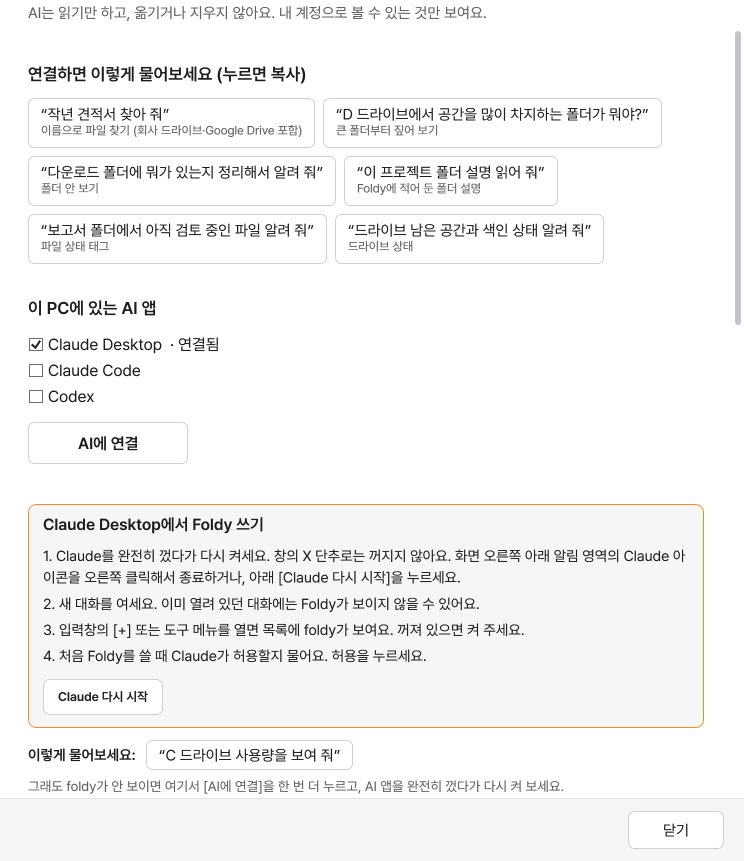 AI는 읽기만 하고, 옮기거나 지우지 않아요. 내 계정으로 볼 수 있는 것만 보여요.
연결하면 이렇게 물어보세요 (누르면 복사)
“작년 견적서 찾아 줘”
이름으로 파일 찾기 (회사 드라이브·Google Drive 포함)
“D 드라이브에서 공간을 많이 차지하는 폴더가 뭐야?”
큰 폴더부터 짚어 보기
“다운로드 폴더에 뭐가 있는지 정리해서 알려 줘”
폴더 안 보기
“이 프로젝트 폴더 설명 읽어 줘”
Foldy에 적어 둔 폴더 설명
“보고서 폴더에서 아직 검토 중인 파일 알려 줘”
파일 상태 태그
“드라이브 남은 공간과 색인 상태 알려 줘”
드라이브 상태
이 PC에 있는 AI 앱
Claude Desktop · 연결됨
Claude Code
Codex
AI에 연결
Claude Desktop에서 Foldy 쓰기
1. Claude를 완전히 껐다가 다시 켜세요. 창의 X 단추로는 꺼지지 않아요. 화면 오른쪽 아래 알림 영역의 Claude 아
이콘을 오른쪽 클릭해서 종료하거나, 아래 [Claude 다시 시작]을 누르세요.
2. 새 대화를 여세요. 이미 열려 있던 대화에는 Foldy가 보이지 않을 수 있어요.
3. 입력창의 [+] 또는 도구 메뉴를 열면 목록에 foldy가 보여요. 꺼져 있으면 켜 주세요.
4. 처음 Foldy를 쓸 때 Claude가 허용할지 물어요. 허용을 누르세요.
Claude 다시 시작
이렇게 물어보세요:
“C 드라이브 사용량을 보여 줘”
그래도 foldy가 안 보이면 여기서 [AI에 연결]을 한 번 더 누르고, AI 앱을 완전히 껐다가 다시 켜 보세요.
닫기